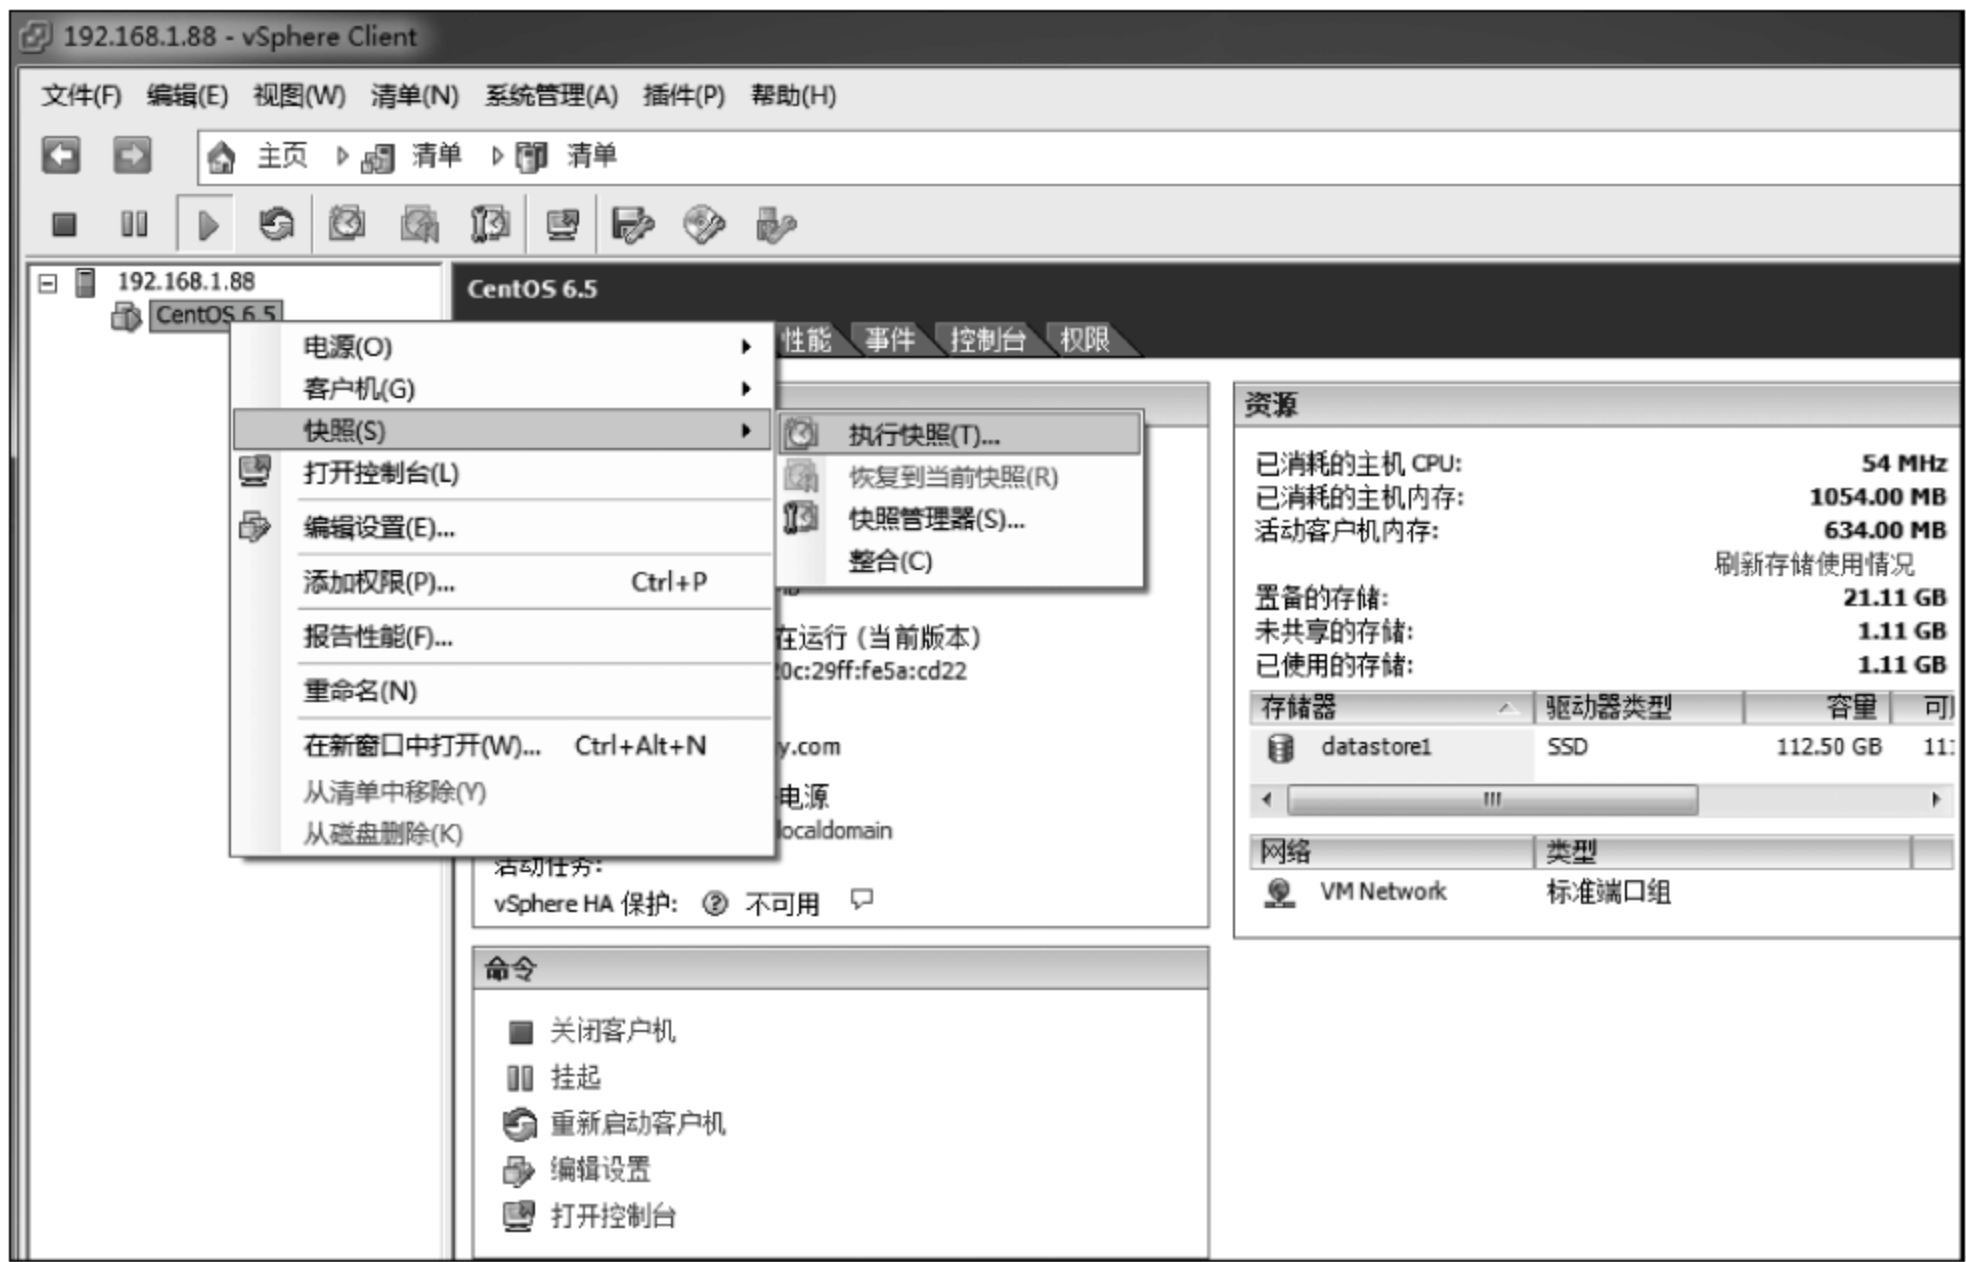 192.168.1.88 - vSphere Client
文件(F) 编辑(E) 视图(W) 清单(N) 系统管理(A) 插件(P) 帮助(H)
主页 清单 清单
192.168.1.88
CentOS 6.5
CentOS 6.5
性能 事件 控制台 权限
电源(O)
客户机(G)
快照(S)
打开控制台(L)
编辑设置(E)...
添加权限(P)... Ctrl+P
报告性能(F)...
重命名(N)
在新窗口中打开(W)... Ctrl+Alt+N
从清单中移除(Y)
从磁盘删除(K)
执行快照(T)...
恢复到当前快照(R)
快照管理器(S)...
整合(C)
在运行 (当前版本)
0c:29ff:fe5a:cd22
y.com
电源
localdomain
活动任务:
vSphere HA 保护: 不可用
命令
关闭客户机
挂起
重新启动客户机
编辑设置
打开控制台
资源
已消耗的主机 CPU: 54 MHz
已消耗的主机内存: 1054.00 MB
活动客户机内存: 634.00 MB
刷新存储使用情况
置备的存储: 21.11 GB
未共享的存储: 1.11 GB
已使用的存储: 1.11 GB
存储器 驱动器类型 容量 可
datastore1 SSD 112.50 GB 11
网络 类型
VM Network 标准端口组